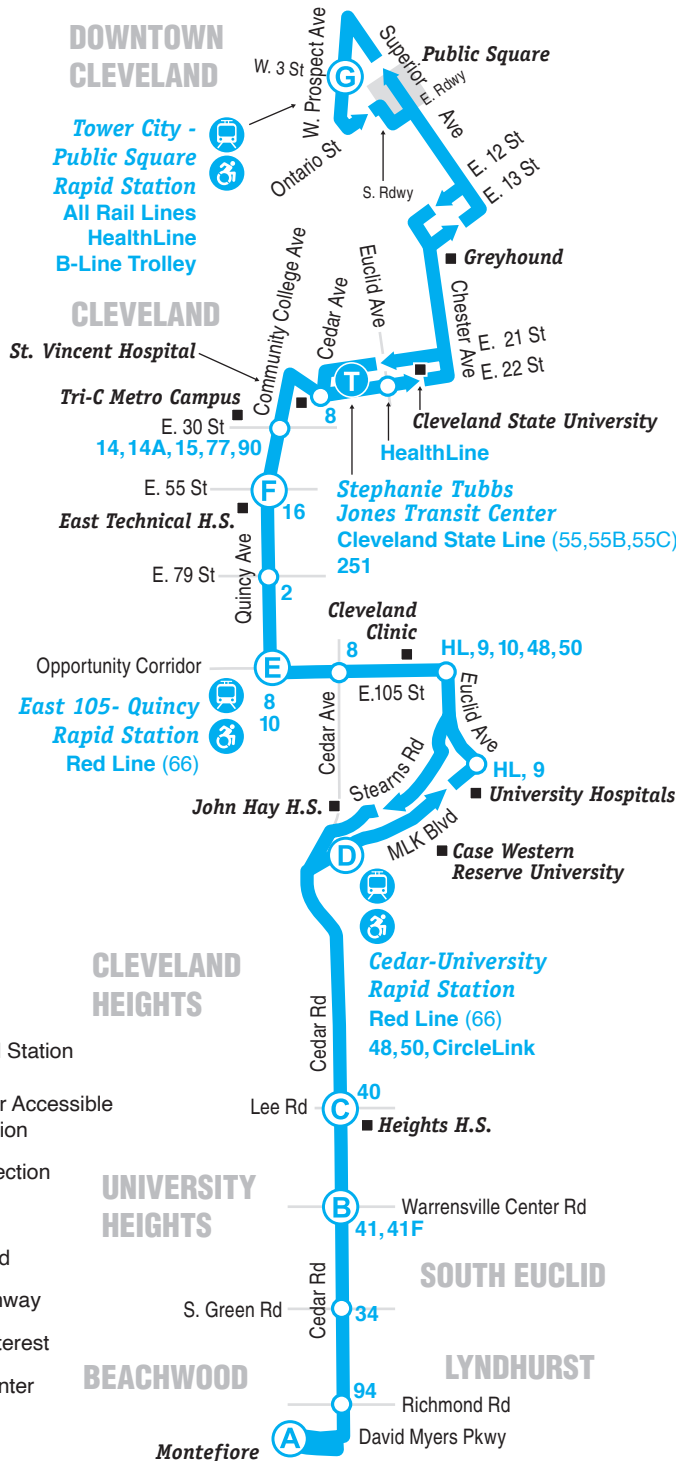 DOWNTOWN
CLEVELAND
W. 3 St
G
W. Prospect Ave
Superior Ave
Public Square
E. Rdwy
Tower City -
Public Square
Rapid Station
All Rail Lines
HealthLine
B-Line Trolley
Ontario St
S. Rdwy
E. 12 St
E. 13 St
Greyhound
CLEVELAND
Community College Ave
Cedar Ave
Euclid Ave
Chester Ave
E. 21 St
E. 22 St
St. Vincent Hospital
T
Tri-C Metro Campus
8
Cleveland State University
E. 30 St
14, 14A, 15, 77, 90
HealthLine
E. 55 St
F
16
Stephanie Tubbs
Jones Transit Center
Cleveland State Line (55,55B,55C)
251
East Technical H.S.
Quincy Ave
E. 79 St
2
Cleveland
Clinic
8
HL, 9, 10, 48, 50
Opportunity Corridor
E
8
10
E.105 St
East 105- Quincy
Rapid Station
Red Line (66)
Cedar Ave
Stearns Rd
Euclid Ave
HL, 9
University Hospitals
John Hay H.S.
MLK Blvd
D
Case Western
Reserve University
CLEVELAND
HEIGHTS
Cedar-University
Rapid Station
Red Line (66)
48, 50, CircleLink
Cedar Rd
Station
r Accessible
ion
ection
40
Lee Rd
C
Heights H.S.
UNIVERSITY
HEIGHTS
B
Warrensville Center Rd
41, 41F
d
nway
terest
nter
SOUTH EUCLID
Cedar Rd
S. Green Rd
34
BEACHWOOD
LYNDHURST
94
Richmond Rd
A
David Myers Pkwy
Montefiore